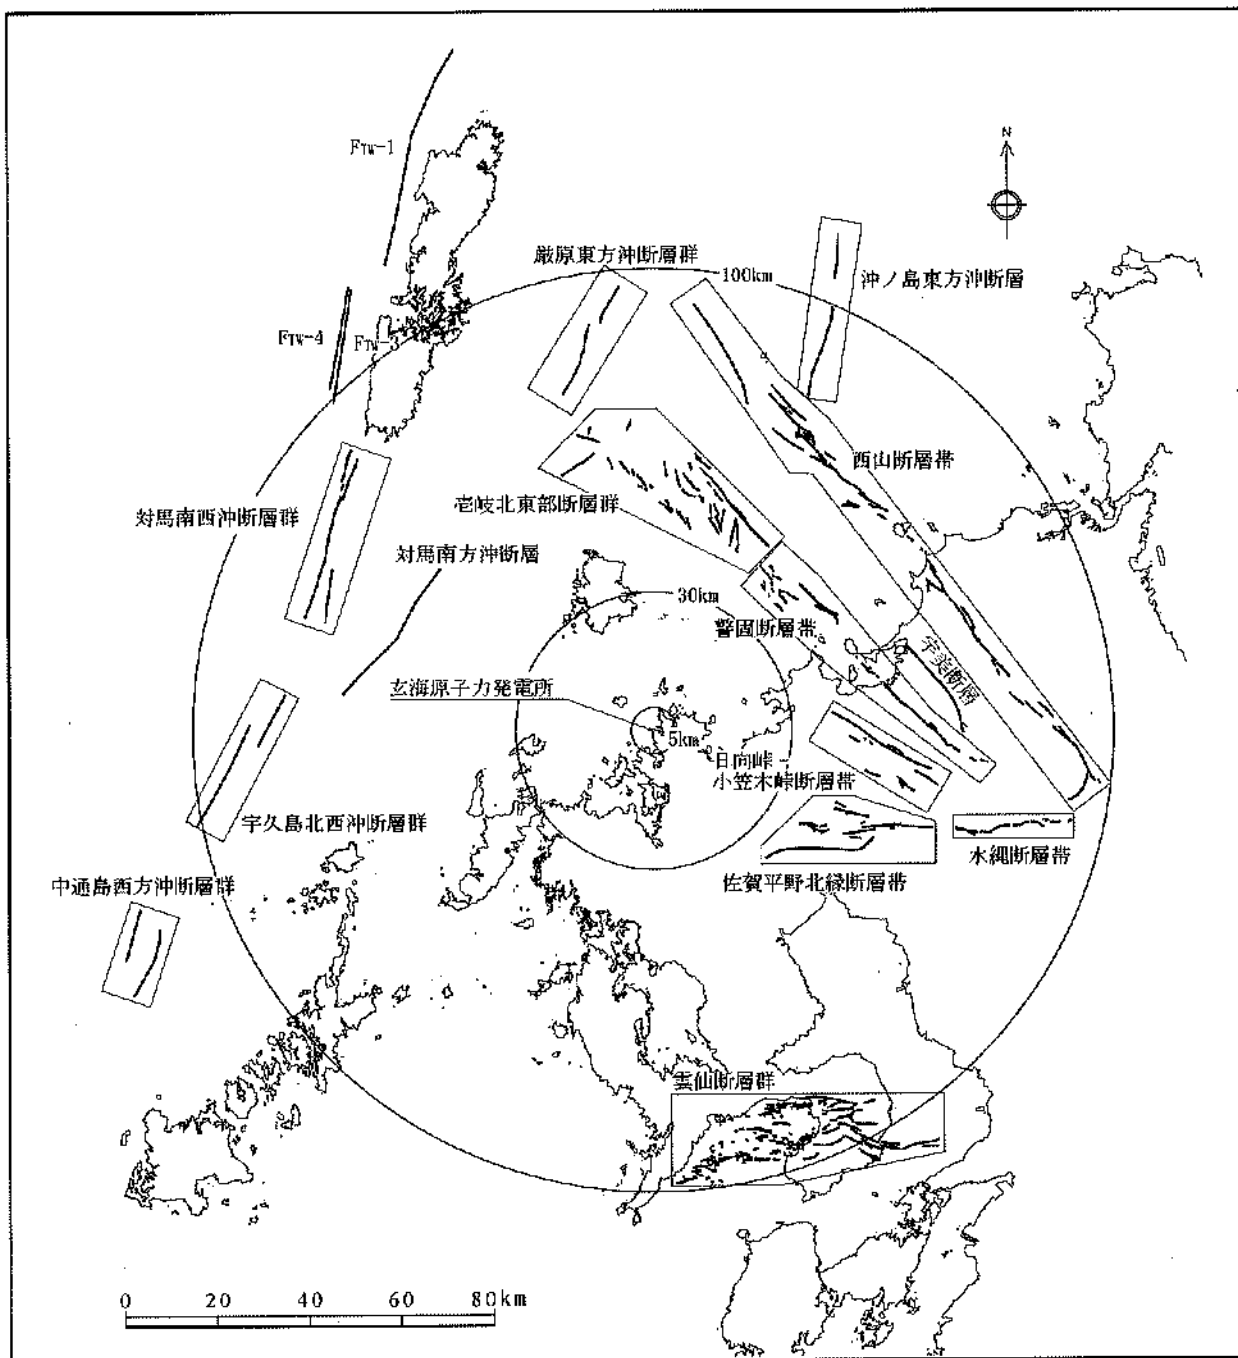 N
FTW-1
厳原東方沖断層群
100km
沖ノ島東方沖断層
FTW-4
FTW-3
西山断層帯
壱岐北東部断層群
対馬南西沖断層群
対馬南方沖断層
30km
警固断層帯
宇美断層
玄海原子力発電所
5km
日向峠-
小笠木峠断層帯
宇久島北西沖断層群
水縄断層帯
佐賀平野北縁断層帯
中通島西方沖断層群
雲仙断層群
0 20 40 60 80km